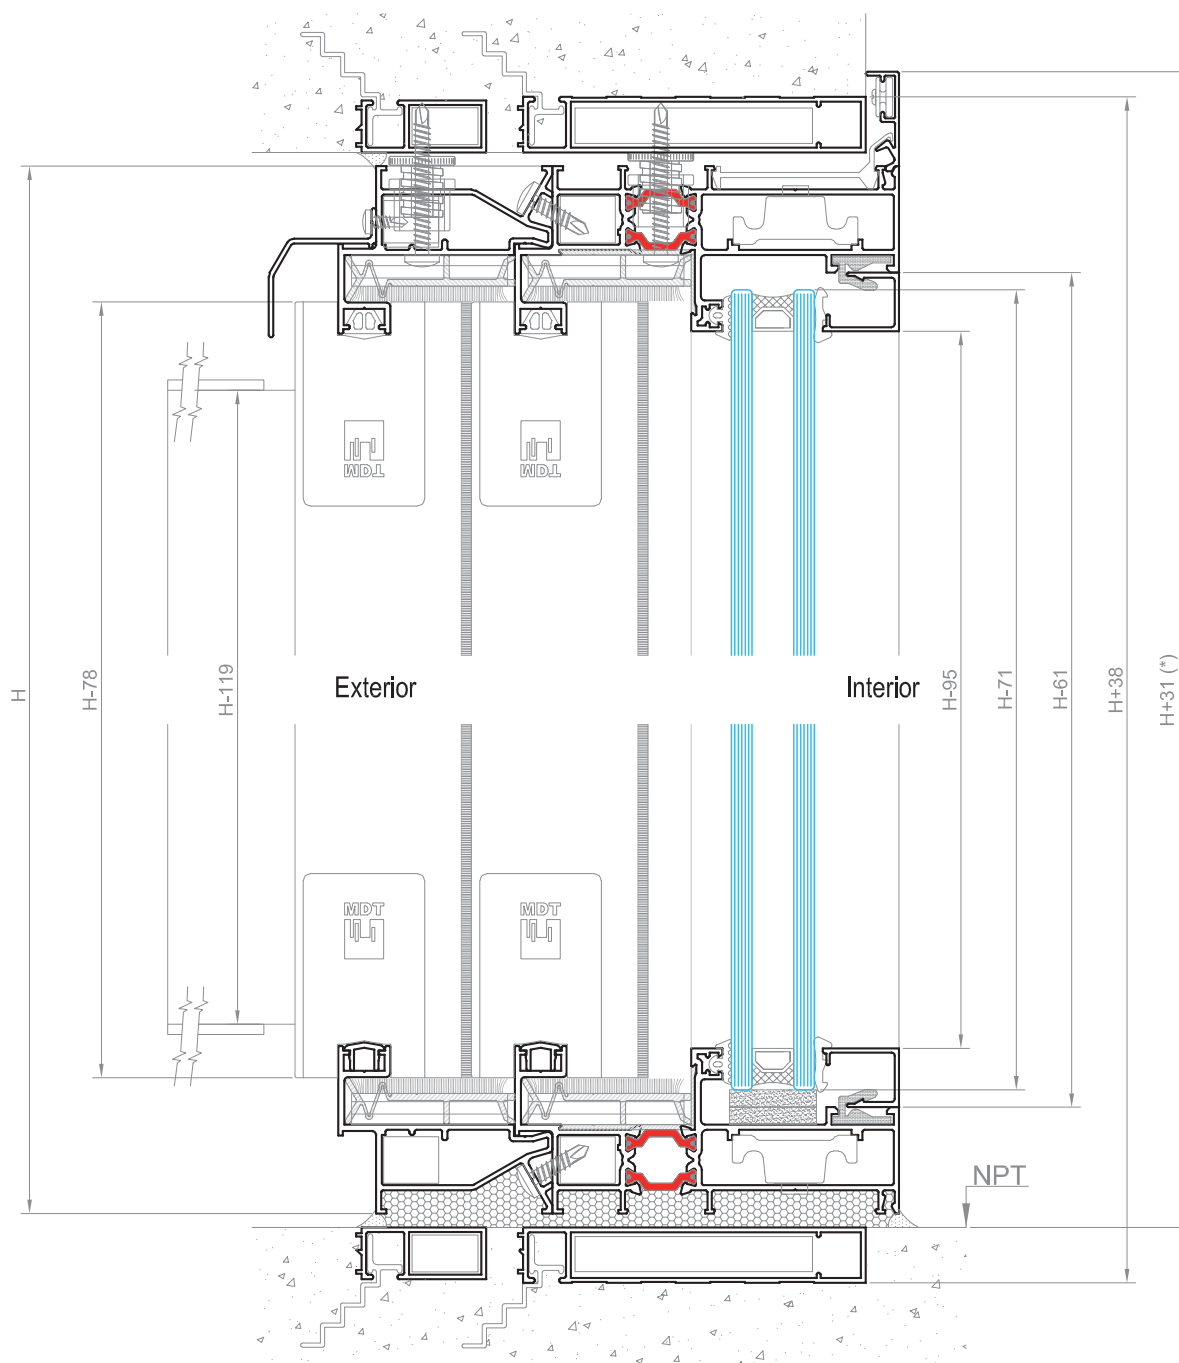 MDT
MDT
H
H-78
H-119
Exterior
Interior
H-95
H-71
H-61
H+38
H+31 (*)
MDT
MDT
NPT